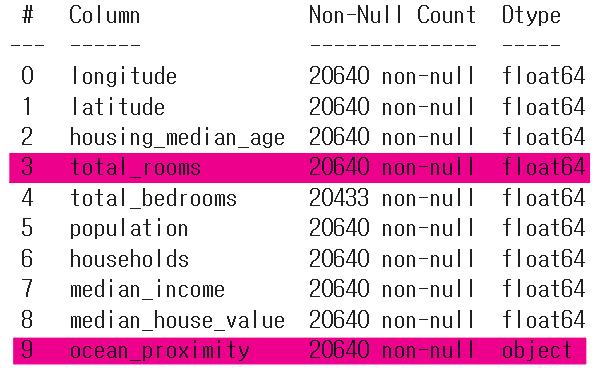 #   Column              Non-Null Count  Dtype
---  ------              --------------  -----
0   longitude           20640 non-null  float64
1   latitude            20640 non-null  float64
2   housing_median_age  20640 non-null  float64
3   total_rooms         20640 non-null  float64
4   total_bedrooms      20433 non-null  float64
5   population          20640 non-null  float64
6   households          20640 non-null  float64
7   median_income       20640 non-null  float64
8   median_house_value  20640 non-null  float64
9   ocean_proximity     20640 non-null  object